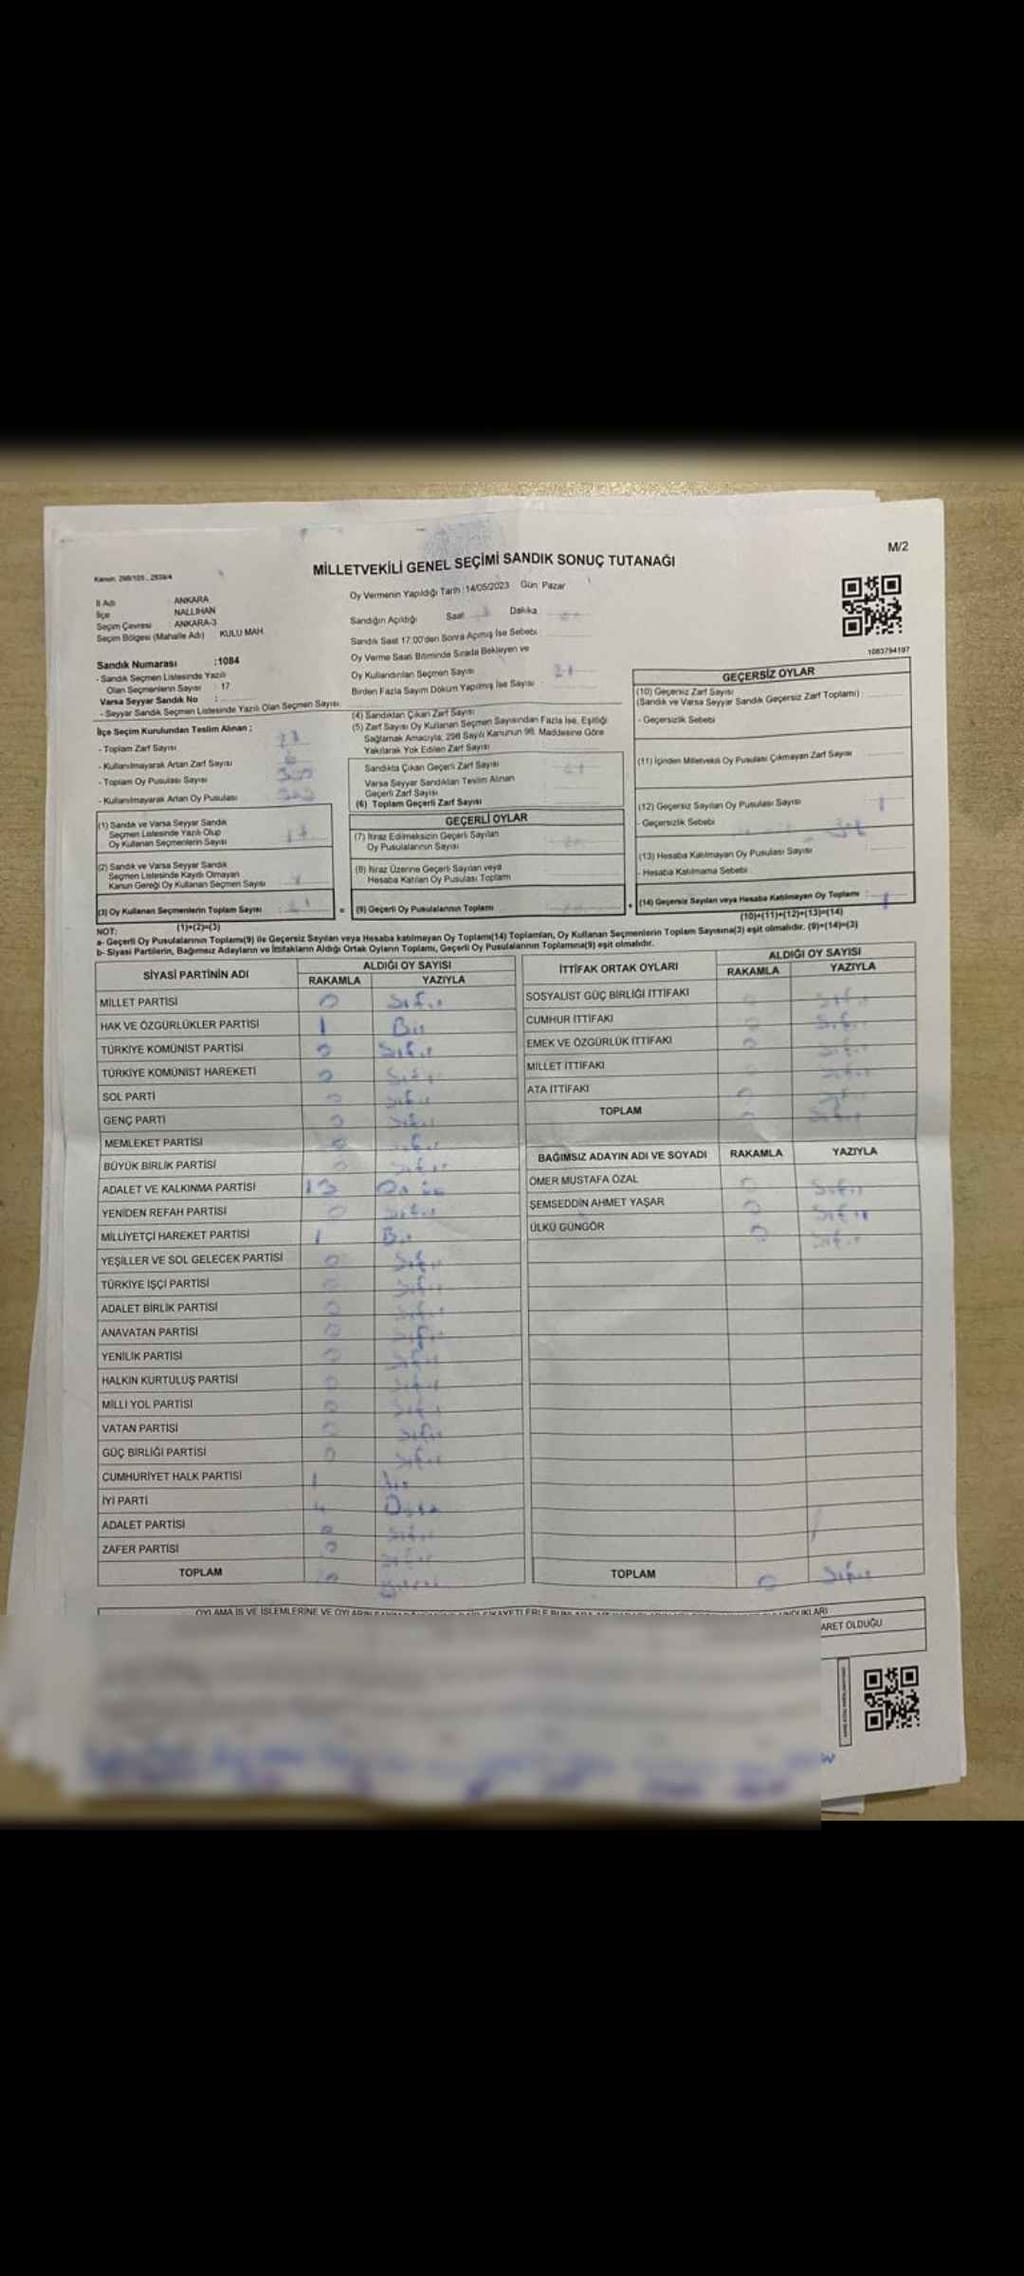 M/2
MİLLETVEKİLİ GENEL SEÇİMİ SANDIK SONUÇ TUTANAĞI
Kanun: 298/105 , 2839/4
İl Adı : ANKARA
İlçe : NALLIHAN
Seçim Çevresi : ANKARA-3
Seçim Bölgesi (Mahalle Adı) KULU MAH.
Oy Vermenin Yapıldığı Tarih :14/05/2023 Gün: Pazar
Sandığın Açıldığı Saat Dakika
Sandık Saat 17:00'den Sonra Açılmış İse Sebebi
Oy Verme Saati Bitiminde Sırada Bekleyen ve
Oy Kullandırılan Seçmen Sayısı
Birden Fazla Sayım Döküm Yapılmış İse Sayısı
1083794197
Sandık Numarası :1084
- Sandık Seçmen Listesinde Yazılı
Olan Seçmenlerin Sayısı : 17
Varsa Seyyar Sandık No :
- Seyyar Sandık Seçmen Listesinde Yazılı Olan Seçmen Sayısı
İlçe Seçim Kurulundan Teslim Alınan ;
- Toplam Zarf Sayısı
- Kullanılmayarak Artan Zarf Sayısı
- Toplam Oy Pusulası Sayısı
- Kullanılmayarak Artan Oy Pusulası
(1) Sandık ve Varsa Seyyar Sandık
Seçmen Listesinde Yazılı Olup
Oy Kullanan Seçmenlerin Sayısı 17
(2) Sandık ve Varsa Seyyar Sandık
Seçmen Listesinde Kayıtlı Olmayan
Kanun Gereği Oy Kullanan Seçmen Sayısı
(3) Oy Kullanan Seçmenlerin Toplam Sayısı
(1)+(2)=(3)
(4) Sandıktan Çıkan Zarf Sayısı
(5) Zarf Sayısı Oy Kullanan Seçmen Sayısından Fazla İse, Eşitliği
Sağlamak Amacıyla, 298 Sayılı Kanunun 98. Maddesine Göre
Yakılarak Yok Edilen Zarf Sayısı
Sandıkta Çıkan Geçerli Zarf Sayısı
Varsa Seyyar Sandıktan Teslim Alınan
Geçerli Zarf Sayısı
(6) Toplam Geçerli Zarf Sayısı
GEÇERLİ OYLAR
(7) İtiraz Edilmeksizin Geçerli Sayılan
Oy Pusulalarının Sayısı
(8) İtiraz Üzerine Geçerli Sayılan veya
Hesaba Katılan Oy Pusulası Toplamı
= (9) Geçerli Oy Pusulalarının Toplamı
GEÇERSİZ OYLAR
(10) Geçersiz Zarf Sayısı
(Sandık ve Varsa Seyyar Sandık Geçersiz Zarf Toplamı)
- Geçersizlik Sebebi
(11) İçinden Milletvekili Oy Pusulası Çıkmayan Zarf Sayısı
(12) Geçersiz Sayılan Oy Pusulası Sayısı 1
- Geçersizlik Sebebi
(13) Hesaba Katılmayan Oy Pusulası Sayısı
- Hesaba Katılmama Sebebi
+ (14) Geçersiz Sayılan veya Hesaba Katılmayan Oy Toplamı : 1
(10)+(11)+(12)+(13)=(14)
NOT:
a- Geçerli Oy Pusulalarının Toplamı(9) ile Geçersiz Sayılan veya Hesaba katılmayan Oy Toplamı(14) Toplamları, Oy Kullanan Seçmenlerin Toplam Sayısına(3) eşit olmalıdır. (9)+(14)=(3)
b- Siyasi Partilerin, Bağımsız Adayların ve İttifakların Aldığı Ortak Oyların Toplamı, Geçerli Oy Pusulalarının Toplamına(9) eşit olmalıdır.
SİYASİ PARTİNİN ADI ALDIĞI OY SAYISI
RAKAMLA YAZIYLA
MİLLET PARTİSİ 0 Sıfır
HAK VE ÖZGÜRLÜKLER PARTİSİ 1 Bir
TÜRKİYE KOMÜNİST PARTİSİ 0 Sıfır
TÜRKİYE KOMÜNİST HAREKETİ 0 Sıfır
SOL PARTİ 0 Sıfır
GENÇ PARTİ 0 Sıfır
MEMLEKET PARTİSİ 0 Sıfır
BÜYÜK BİRLİK PARTİSİ 0 Sıfır
ADALET VE KALKINMA PARTİSİ 13 On üç
YENİDEN REFAH PARTİSİ 0 Sıfır
MİLLİYETÇİ HAREKET PARTİSİ 1 Bir
YEŞİLLER VE SOL GELECEK PARTİSİ 0 Sıfır
TÜRKİYE İŞÇİ PARTİSİ 0 Sıfır
ADALET BİRLİK PARTİSİ 0 Sıfır
ANAVATAN PARTİSİ 0 Sıfır
YENİLİK PARTİSİ 0 Sıfır
HALKIN KURTULUŞ PARTİSİ 0 Sıfır
MİLLİ YOL PARTİSİ 0 Sıfır
VATAN PARTİSİ 0 Sıfır
GÜÇ BİRLİĞİ PARTİSİ 0 Sıfır
CUMHURİYET HALK PARTİSİ 1 Bir
İYİ PARTİ 4 Dört
ADALET PARTİSİ 0 Sıfır
ZAFER PARTİSİ 0 Sıfır
TOPLAM
İTTİFAK ORTAK OYLARI ALDIĞI OY SAYISI
RAKAMLA YAZIYLA
SOSYALİST GÜÇ BİRLİĞİ İTTİFAKI 0 Sıfır
CUMHUR İTTİFAKI 0 Sıfır
EMEK VE ÖZGÜRLÜK İTTİFAKI 0 Sıfır
MİLLET İTTİFAKI Sıfır
ATA İTTİFAKI 0
TOPLAM 0 Sıfır
BAĞIMSIZ ADAYIN ADI VE SOYADI RAKAMLA YAZIYLA
ÖMER MUSTAFA ÖZAL 0 Sıfır
ŞEMSEDDİN AHMET YAŞAR 0 Sıfır
ÜLKÜ GÜNGÖR 0 Sıfır
TOPLAM 0 Sıfır
ARET OLDUĞU